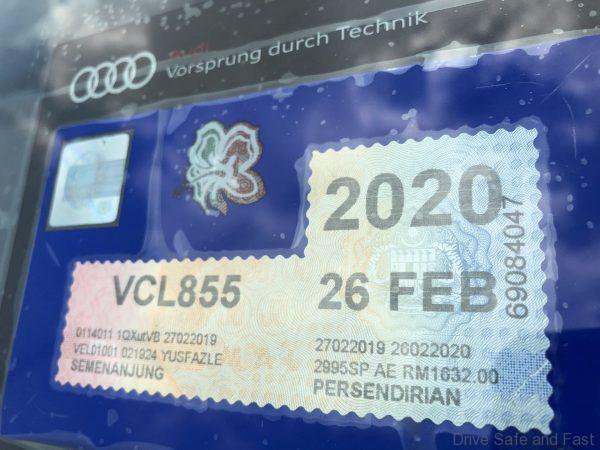 Audi
Vorsprung durch Technik
2020
26 FEB
69084047
VCL855
0114011 1QXutVB 27022019
VEL01001 021924 YUSFAZLE
SEMENANJUNG
27022019 26022020
2995SP AE RM1632.00
PERSENDIRIAN
Drive Safe and Fast